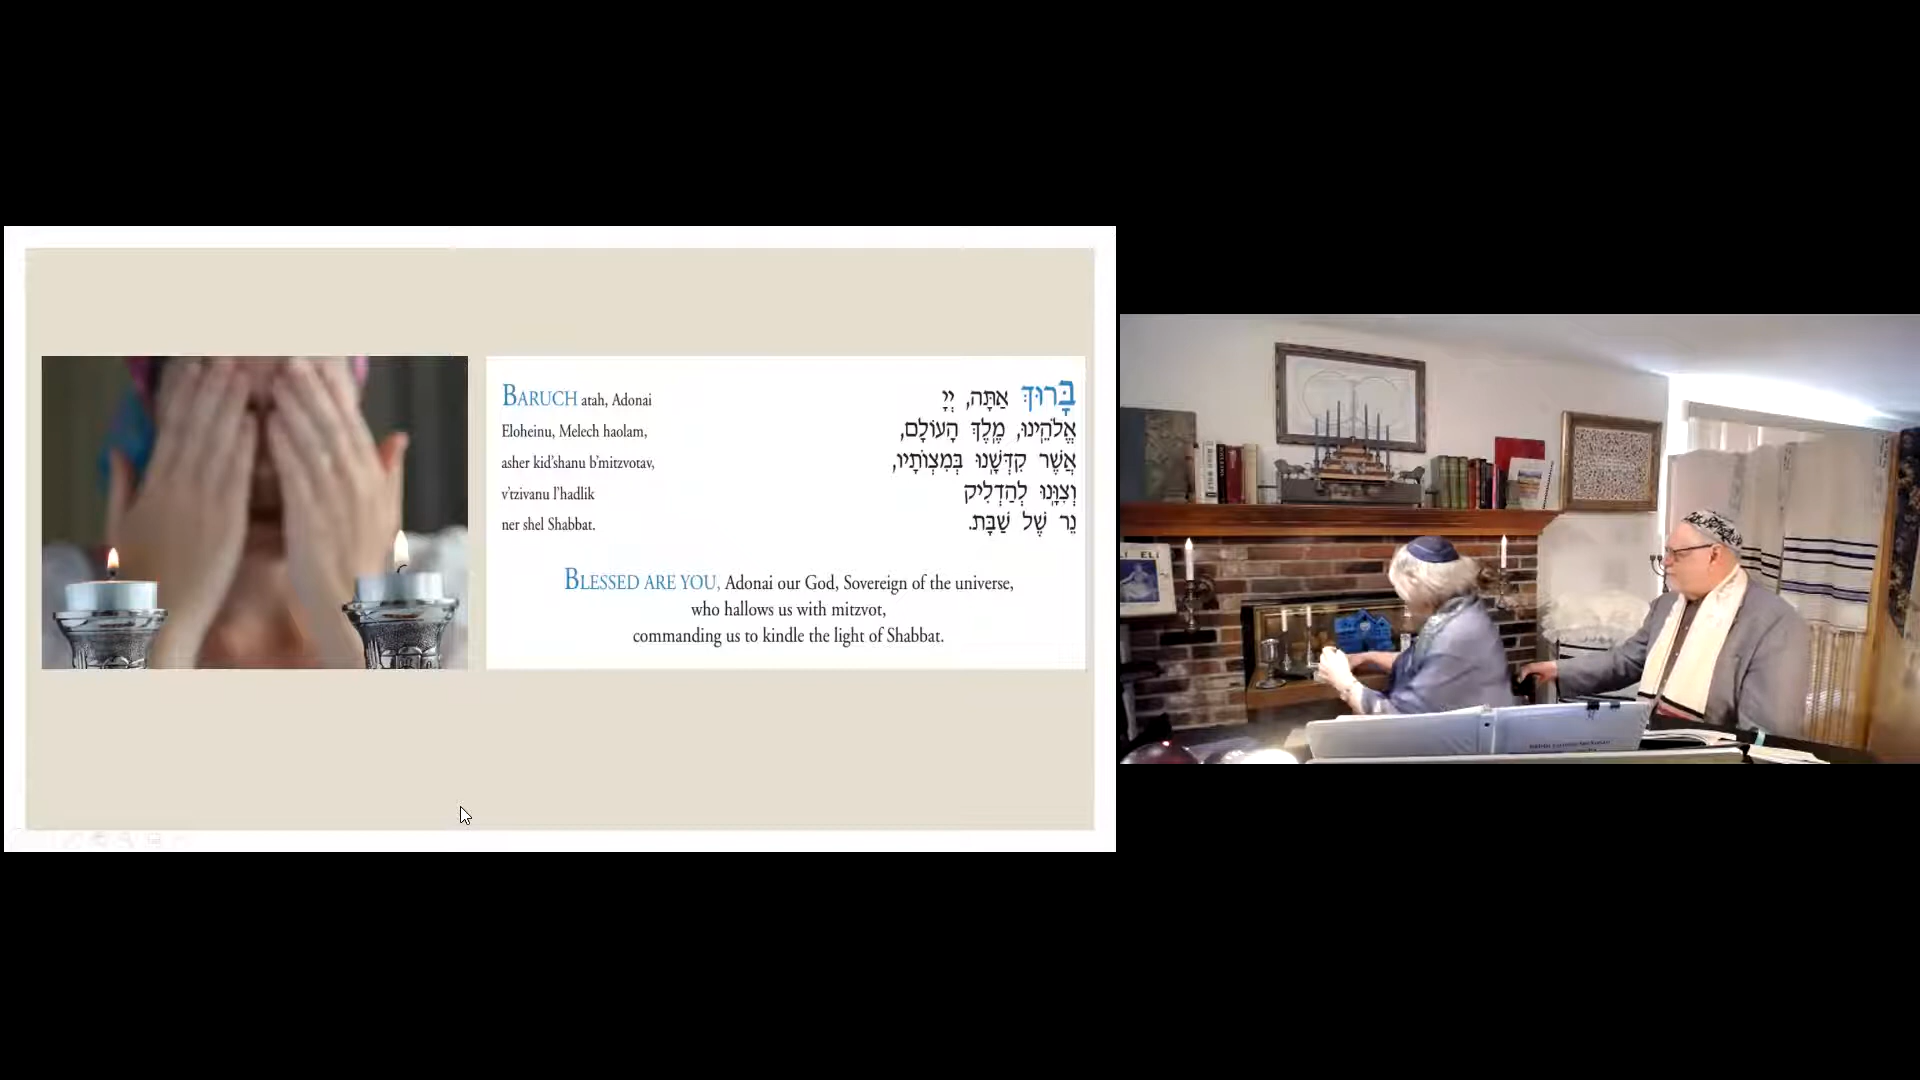 BARUCH atah, Adonai
Eloheinu, Melech haolam,
asher kid'shanu b'mitzvotav,
v'tzivanu l'hadlik
ner shel Shabbat.
בָּרוּךְ אַתָּה, יְיָ
אֱלֹהֵֽינוּ, מֶֽלֶךְ הָעוֹלָם,
אֲשֶׁר קִדְּשָֽׁנוּ בְּמִצְוֹתָיו,
וְצִוָּֽנוּ לְהַדְלִיק
נֵר שֶׁל שַׁבָּת.
BLESSED ARE YOU, Adonai our God, Sovereign of the universe,
who hallows us with mitzvot,
commanding us to kindle the light of Shabbat.
LI ELI